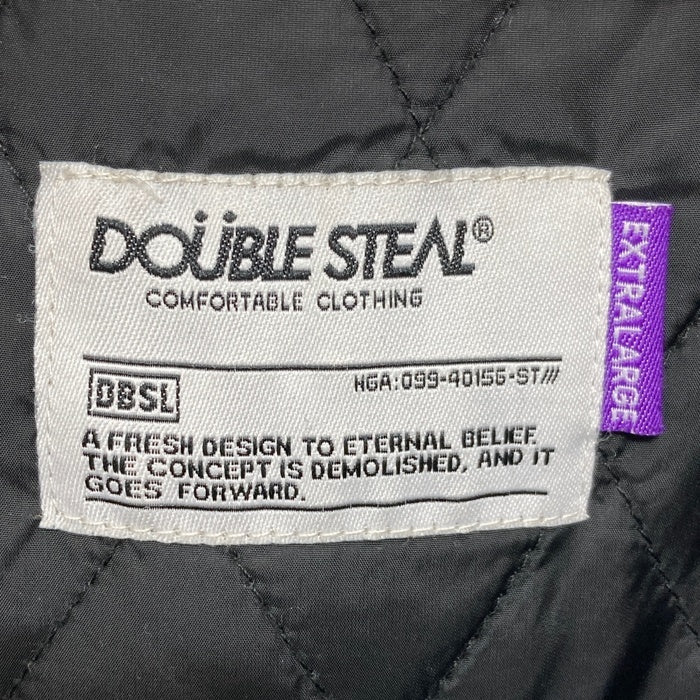 DOÜBLE STEAL®
COMFORTABLE CLOTHING
HGA:099-40156-ST///
DBSL
A FRESH DESIGN TO ETERNAL BELIEF.
THE CONCEPT IS DEMOLISHED, AND IT
GOES FORWARD.
EXTRALARGE